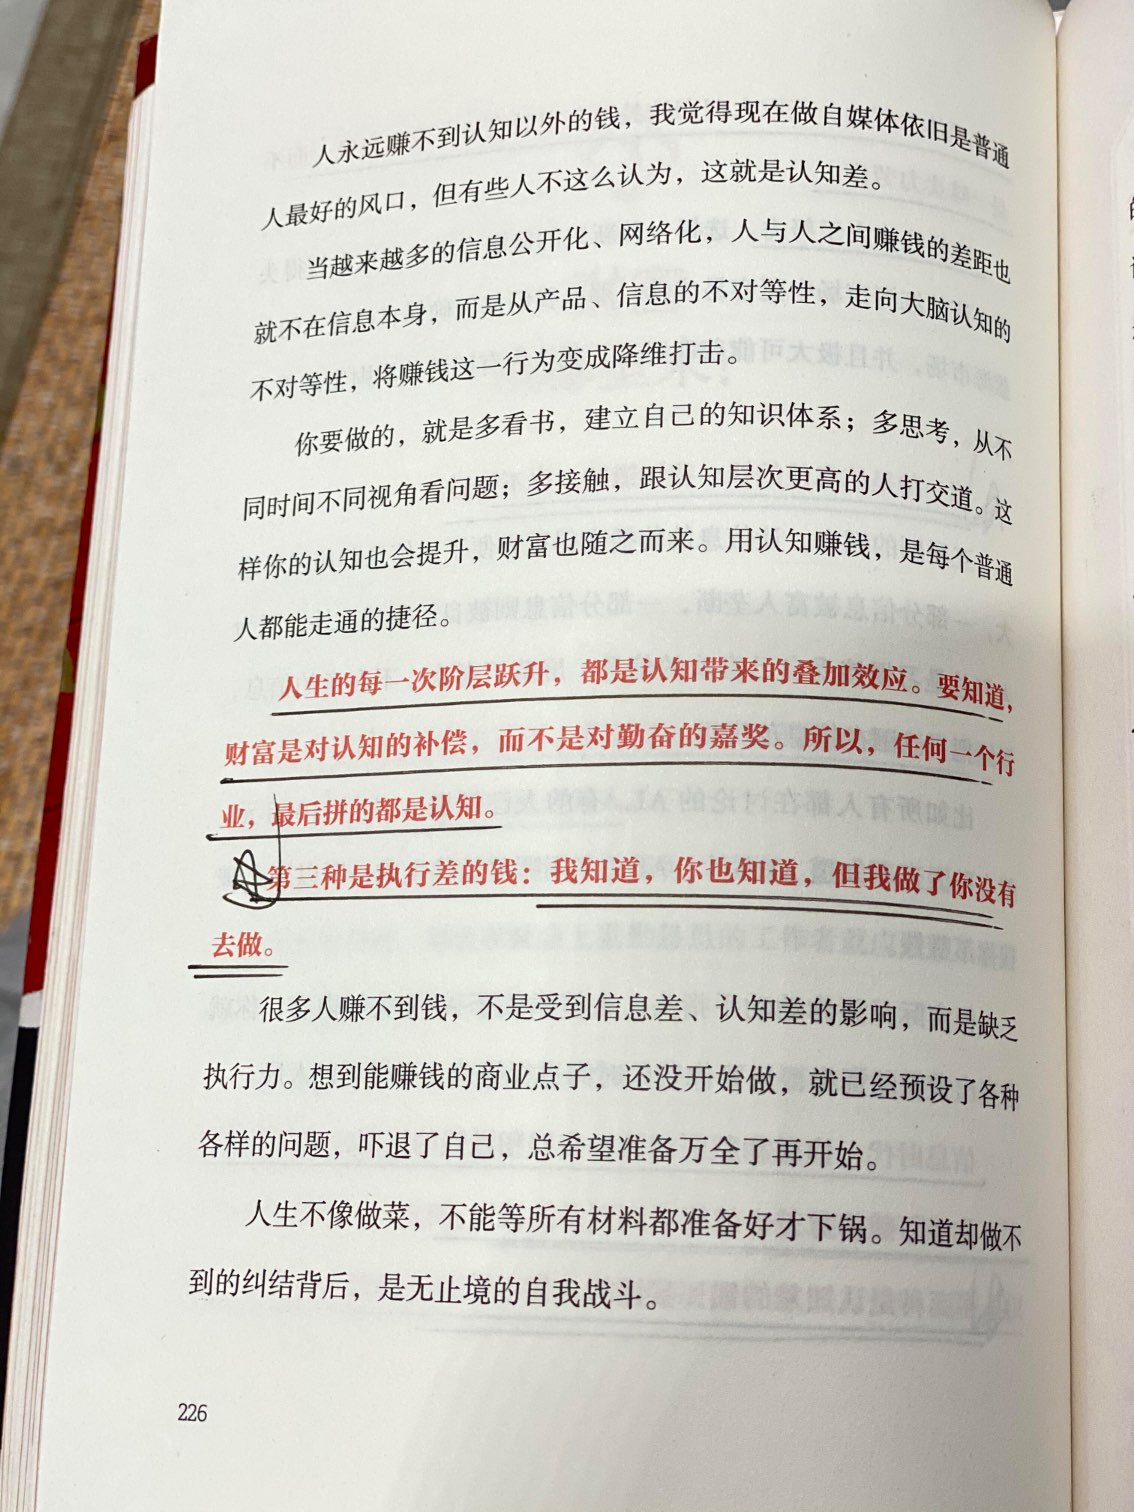 人永远赚不到认知以外的钱，我觉得现在做自媒体依旧是普通
人最好的风口，但有些人不这么认为，这就是认知差。
当越来越多的信息公开化、网络化，人与人之间赚钱的差距也
就不在信息本身，而是从产品、信息的不对等性，走向大脑认知的
不对等性，将赚钱这一行为变成降维打击。
你要做的，就是多看书，建立自己的知识体系；多思考，从不
同时间不同视角看问题；多接触，跟认知层次更高的人打交道。这
样你的认知也会提升，财富也随之而来。用认知赚钱，是每个普通
人都能走通的捷径。
人生的每一次阶层跃升，都是认知带来的叠加效应。要知道，
财富是对认知的补偿，而不是对勤奋的嘉奖。所以，任何一个行
业，最后拼的都是认知。
第三种是执行差的钱：我知道，你也知道，但我做了你没有
去做。
很多人赚不到钱，不是受到信息差、认知差的影响，而是缺乏
执行力。想到能赚钱的商业点子，还没开始做，就已经预设了各种
各样的问题，吓退了自己，总希望准备万全了再开始。
人生不像做菜，不能等所有材料都准备好才下锅。知道却做不
到的纠结背后，是无止境的自我战斗。
226